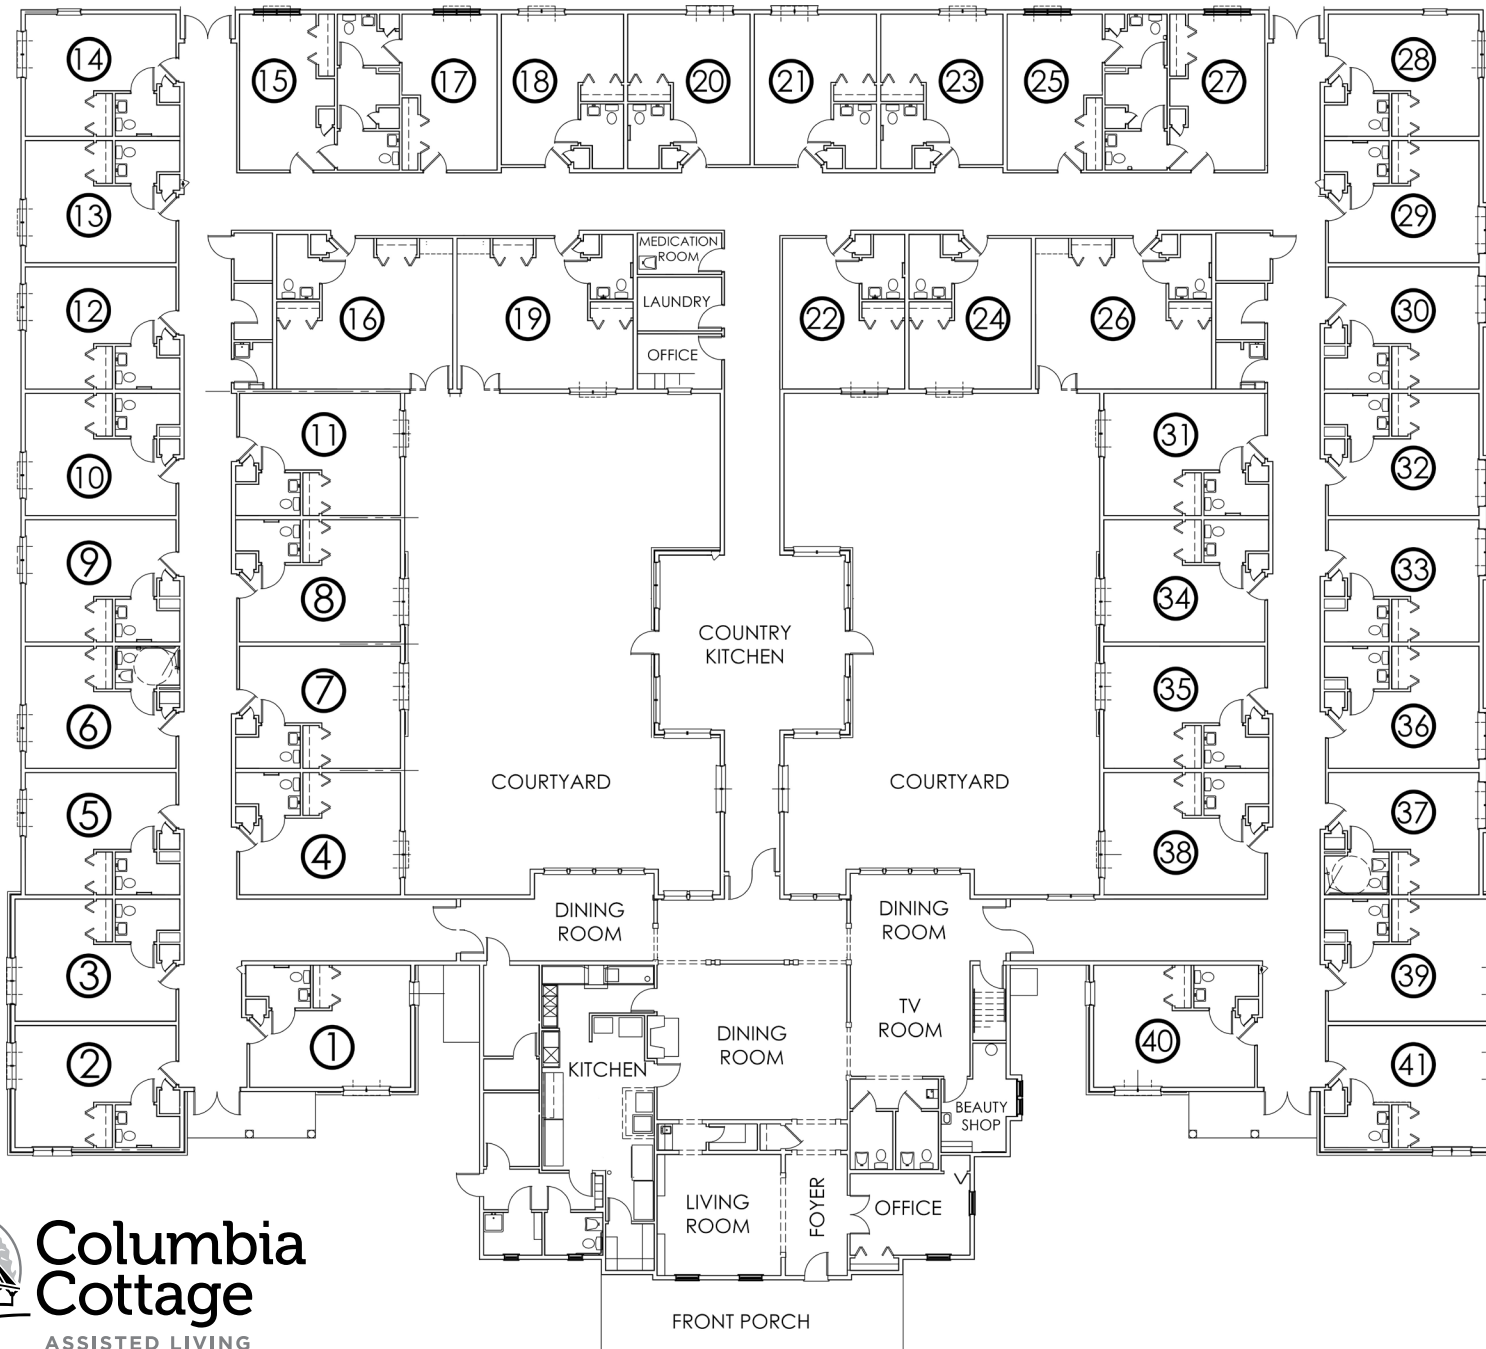 14
15
17
18
20
21
23
25
27
28
13
29
MEDICATION
ROOM
12
16
19
LAUNDRY
22
24
26
30
OFFICE
11
31
10
32
9
8
33
34
COUNTRY
KITCHEN
7
35
6
36
COURTYARD
COURTYARD
5
37
4
38
DINING
ROOM
DINING
ROOM
3
39
TV
ROOM
DINING
ROOM
1
40
2
41
KITCHEN
BEAUTY
SHOP
LIVING
ROOM
FOYER
OFFICE
Columbia
Cottage
ASSISTED LIVING
FRONT PORCH